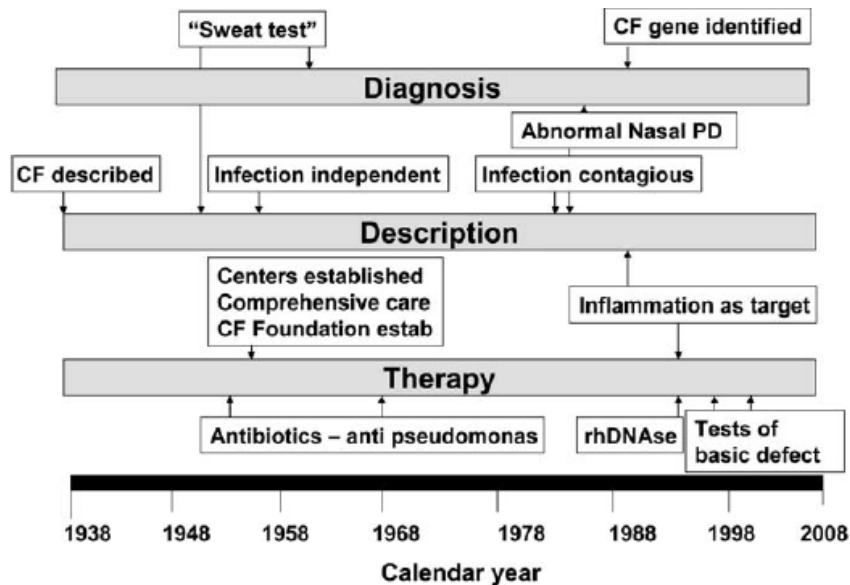 “Sweat test”
CF gene identified
Diagnosis
Abnormal Nasal PD
CF described
Infection independent
Infection contagious
Description
Centers established
Comprehensive care
CF Foundation estab
Inflammation as target
Therapy
Antibiotics – anti pseudomonas
rhDNAse
Tests of
basic defect
1938 1948 1958 1968 1978 1988 1998 2008
Calendar year